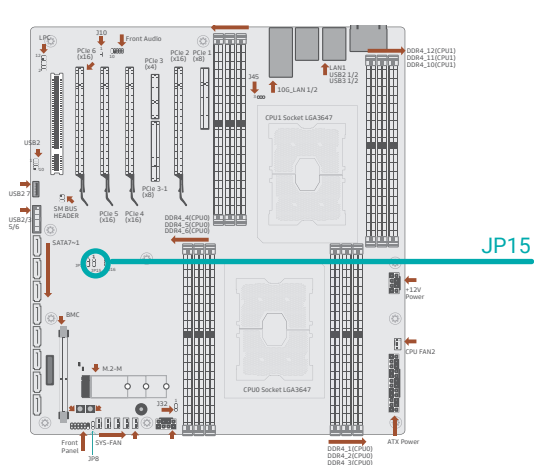 LPC
J10
Front Audio
PCIe 6
(x16)
PCIe 3
(x4)
PCIe 2
(x16)
PCIe 1
(x8)
J45
LAN1
USB2 1/2
USB3 1/2
10G_LAN 1/2
DDR4_12(CPU1)
DDR4_11(CPU1)
DDR4_10(CPU1)
CPU1 Socket LGA3647
USB2
USB2 7
USB2/3
5/6
SM BUS
HEADER
PCIe 5
(x16)
PCIe 4
(x16)
PCIe 3-1
(x8)
DDR4_4(CPU0)
DDR4_5(CPU0)
DDR4_6(CPU0)
SATA7~1
JP15
JP15
+12V
Power
BMC
CPU FAN2
M.2-M
CPU0 Socket LGA3647
J32
Front
Panel
SYS-FAN
JP8
ATX Power
DDR4_1(CPU0)
DDR4_2(CPU0)
DDR4_3(CPU0)